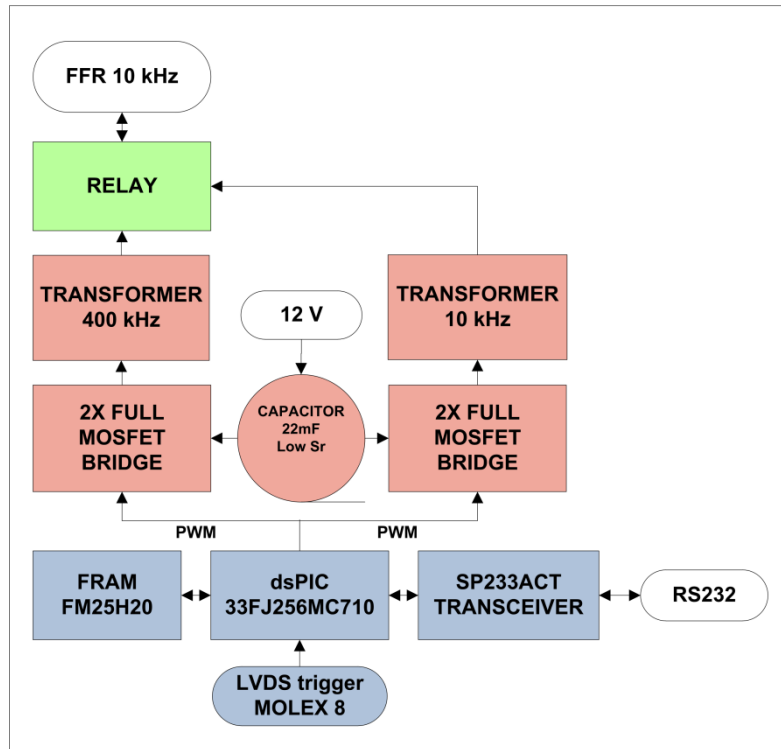 FFR 10 kHz
RELAY
TRANSFORMER
400 kHz
12 V
TRANSFORMER
10 kHz
2X FULL
MOSFET
BRIDGE
CAPACITOR
22mF
Low Sr
2X FULL
MOSFET
BRIDGE
PWM
PWM
FRAM
FM25H20
dsPIC
33FJ256MC710
SP233ACT
TRANSCEIVER
RS232
LVDS trigger
MOLEX 8